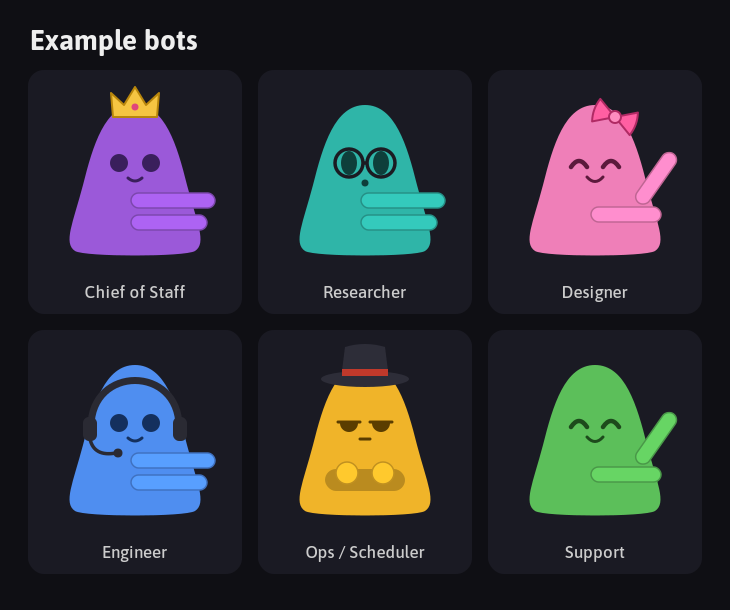 Example bots
Chief of Staff
Researcher
Designer
Engineer
Ops / Scheduler
Support